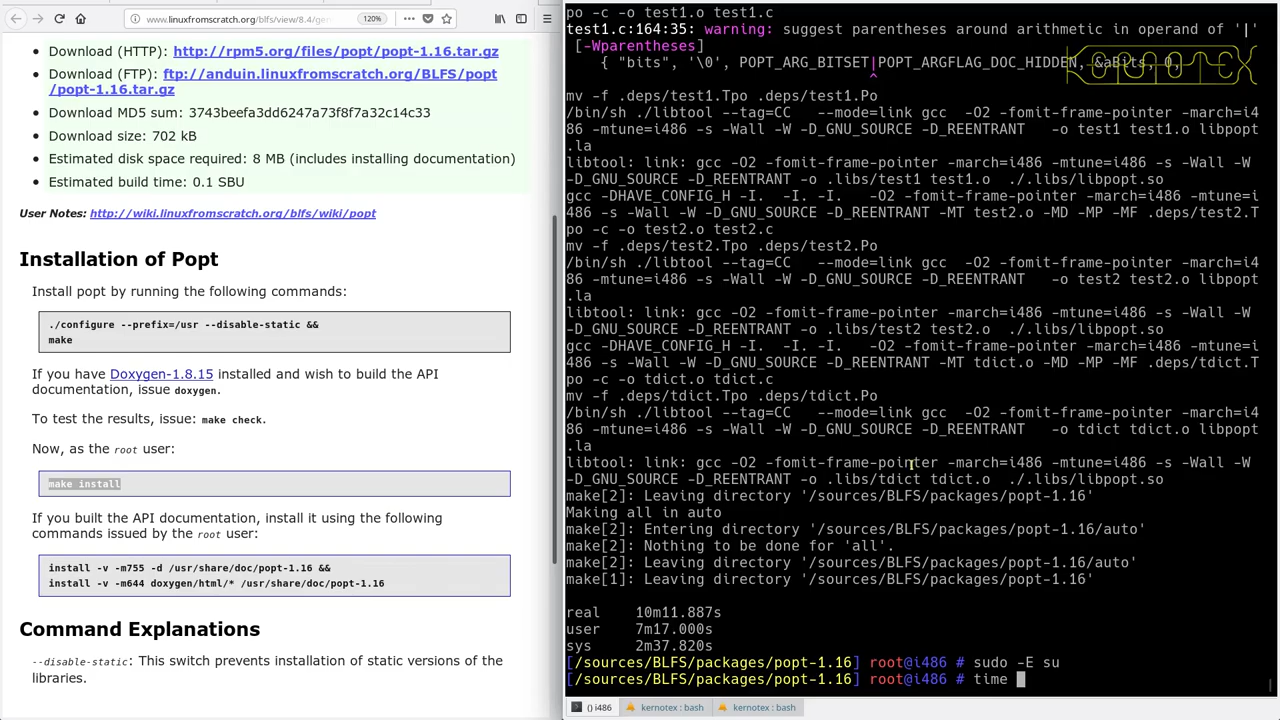 www.linuxfromscratch.org/blfs/view/8.4/ger
120%
Download (HTTP): http://rpm5.org/files/popt/popt-1.16.tar.gz
Download (FTP): ftp://anduin.linuxfromscratch.org/BLFS/popt
/popt-1.16.tar.gz
Download MD5 sum: 3743beefa3dd6247a73f8f7a32c14c33
Download size: 702 kB
Estimated disk space required: 8 MB (includes installing documentation)
Estimated build time: 0.1 SBU
User Notes: http://wiki.linuxfromscratch.org/blfs/wiki/popt
Installation of Popt
Install popt by running the following commands:
./configure --prefix=/usr --disable-static &&
make
If you have Doxygen-1.8.15 installed and wish to build the API
documentation, issue doxygen.
To test the results, issue: make check.
Now, as the root user:
make install
If you built the API documentation, install it using the following
commands issued by the root user:
install -v -m755 -d /usr/share/doc/popt-1.16 &&
install -v -m644 doxygen/html/* /usr/share/doc/popt-1.16
Command Explanations
--disable-static: This switch prevents installation of static versions of the
libraries.
po -c -o test1.o test1.c
test1.c:164:35: warning: suggest parentheses around arithmetic in operand of '|'
[-Wparentheses]
{ "bits", '\0', POPT_ARG_BITSET|POPT_ARGFLAG_DOC_HIDDEN, &aBits, 0,
^
KERNOTEX
mv -f .deps/test1.Tpo .deps/test1.Po
/bin/sh ./libtool --tag=CC   --mode=link gcc  -O2 -fomit-frame-pointer -march=i4
86 -mtune=i486 -s -Wall -W -D_GNU_SOURCE -D_REENTRANT   -o test1 test1.o libpopt
.la
libtool: link: gcc -O2 -fomit-frame-pointer -march=i486 -mtune=i486 -s -Wall -W
-D_GNU_SOURCE -D_REENTRANT -o .libs/test1 test1.o  ./.libs/libpopt.so
gcc -DHAVE_CONFIG_H -I.  -I. -I.   -O2 -fomit-frame-pointer -march=i486 -mtune=i
486 -s -Wall -W -D_GNU_SOURCE -D_REENTRANT -MT test2.o -MD -MP -MF .deps/test2.T
po -c -o test2.o test2.c
mv -f .deps/test2.Tpo .deps/test2.Po
/bin/sh ./libtool --tag=CC   --mode=link gcc  -O2 -fomit-frame-pointer -march=i4
86 -mtune=i486 -s -Wall -W -D_GNU_SOURCE -D_REENTRANT   -o test2 test2.o libpopt
.la
libtool: link: gcc -O2 -fomit-frame-pointer -march=i486 -mtune=i486 -s -Wall -W
-D_GNU_SOURCE -D_REENTRANT -o .libs/test2 test2.o  ./.libs/libpopt.so
gcc -DHAVE_CONFIG_H -I.  -I. -I.   -O2 -fomit-frame-pointer -march=i486 -mtune=i
486 -s -Wall -W -D_GNU_SOURCE -D_REENTRANT -MT tdict.o -MD -MP -MF .deps/tdict.T
po -c -o tdict.o tdict.c
mv -f .deps/tdict.Tpo .deps/tdict.Po
/bin/sh ./libtool --tag=CC   --mode=link gcc  -O2 -fomit-frame-pointer -march=i4
86 -mtune=i486 -s -Wall -W -D_GNU_SOURCE -D_REENTRANT   -o tdict tdict.o libpopt
.la
libtool: link: gcc -O2 -fomit-frame-pointer -march=i486 -mtune=i486 -s -Wall -W
-D_GNU_SOURCE -D_REENTRANT -o .libs/tdict tdict.o  ./.libs/libpopt.so
make[2]: Leaving directory '/sources/BLFS/packages/popt-1.16'
Making all in auto
make[2]: Entering directory '/sources/BLFS/packages/popt-1.16/auto'
make[2]: Nothing to be done for 'all'.
make[2]: Leaving directory '/sources/BLFS/packages/popt-1.16/auto'
make[1]: Leaving directory '/sources/BLFS/packages/popt-1.16'
real    10m11.887s
user    7m17.000s
sys     2m37.820s
[/sources/BLFS/packages/popt-1.16] root@i486 # sudo -E su
[/sources/BLFS/packages/popt-1.16] root@i486 # time
() i486
kernotex : bash
kernotex : bash